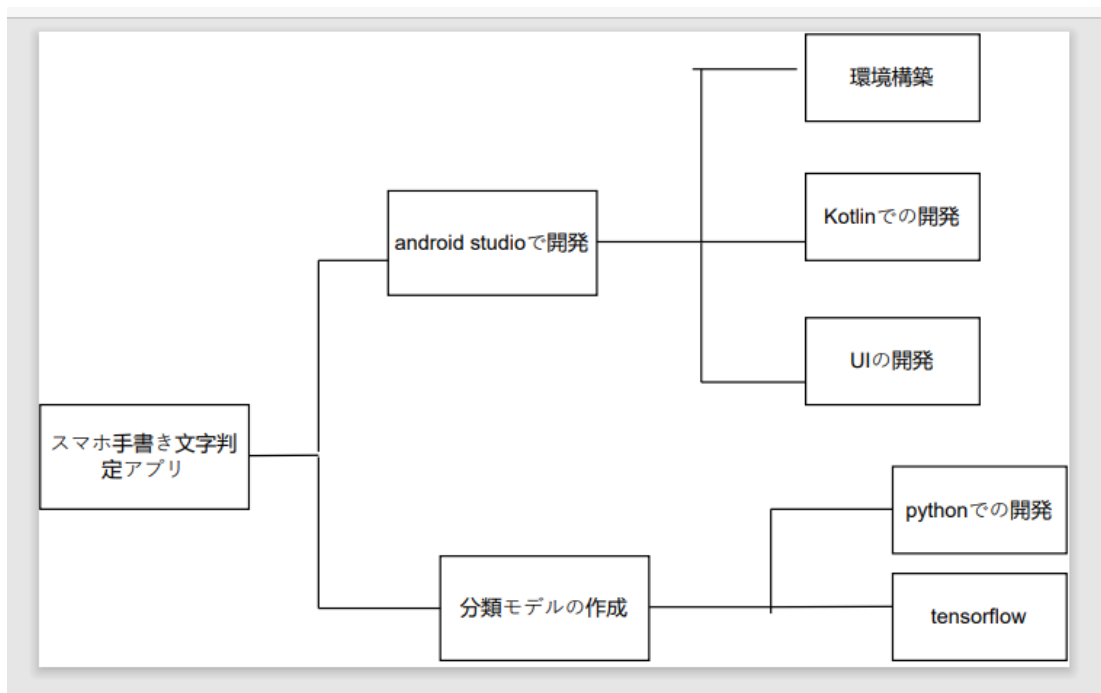 環境構築
Kotlinでの開発
android studioで開発
UIの開発
スマホ手書き文字判
定アプリ
pythonでの開発
分類モデルの作成
tensorflow